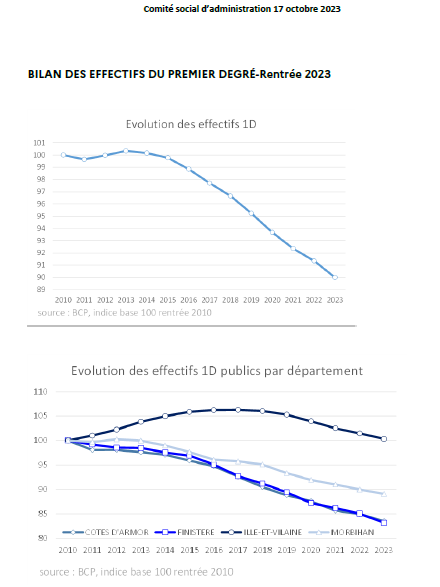 Comité social d'administration 17 octobre 2023
BILAN DES EFFECTIFS DU PREMIER DEGRÉ-Rentrée 2023
Evolution des effectifs 1D
101
100
99
98
97
96
95
94
93
92
91
90
89
2010 2011 2012 2013 2014 2015 2016 2017 2018 2019 2020 2021 2022 2023
source : BCP, indice base 100 rentrée 2010
Evolution des effectifs 1D publics par département
110
105
100
95
90
85
80
COTES D'ARMOR FINISTERE ILLE-ET-VILAINE MORBIHAN
2010 2011 2012 2013 2014 2015 2016 2017 2018 2019 2020 2021 2022 2023
source : BCP, indice base 100 rentrée 2010